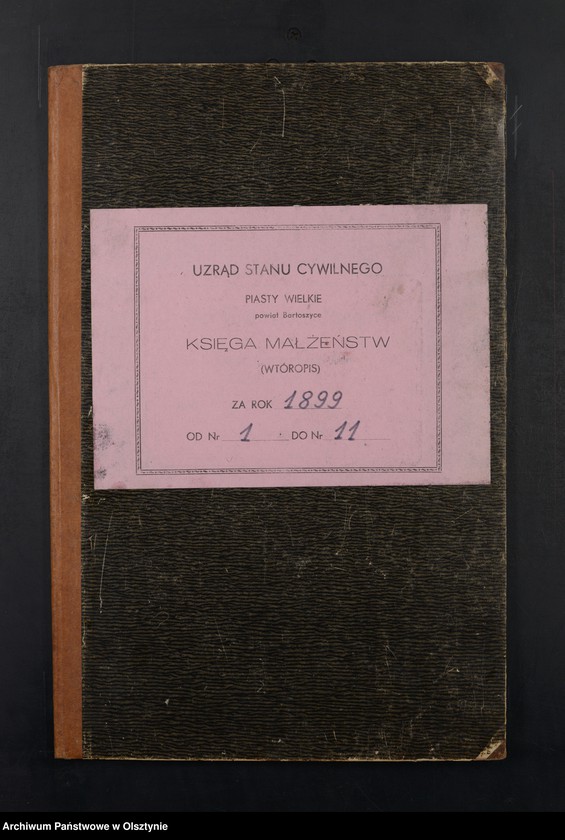 UZRĄD STANU CYWILNEGO
PIASTY WIELKIE
powiat Bartoszyce
KSIĘGA MAŁŻEŃSTW
(WTÓROPIS)
ZA ROK 1899
OD Nr 1 DO Nr 11
Archiwum Państwowe w Olsztynie